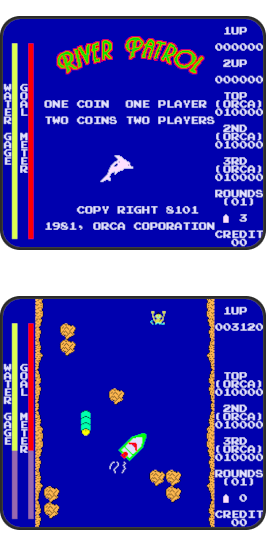 1UP
000000
2UP
000000
RIVER PATROL
TOP
(ORCA)
010000
ONE COIN ONE PLAYER
TWO COINS TWO PLAYERS
2ND
(ORCA)
010000
3RD
(ORCA)
010000
ROUNDS
(01)
3
COPY RIGHT 8101
1981, ORCA COPORATION
CREDIT
00
WATER GAGE
GOAL METER
1UP
003120
TOP
(ORCA)
010000
2ND
(ORCA)
010000
3RD
(ORCA)
010000
ROUNDS
(01)
0
CREDIT
00
WATER GAGE
GOAL METER